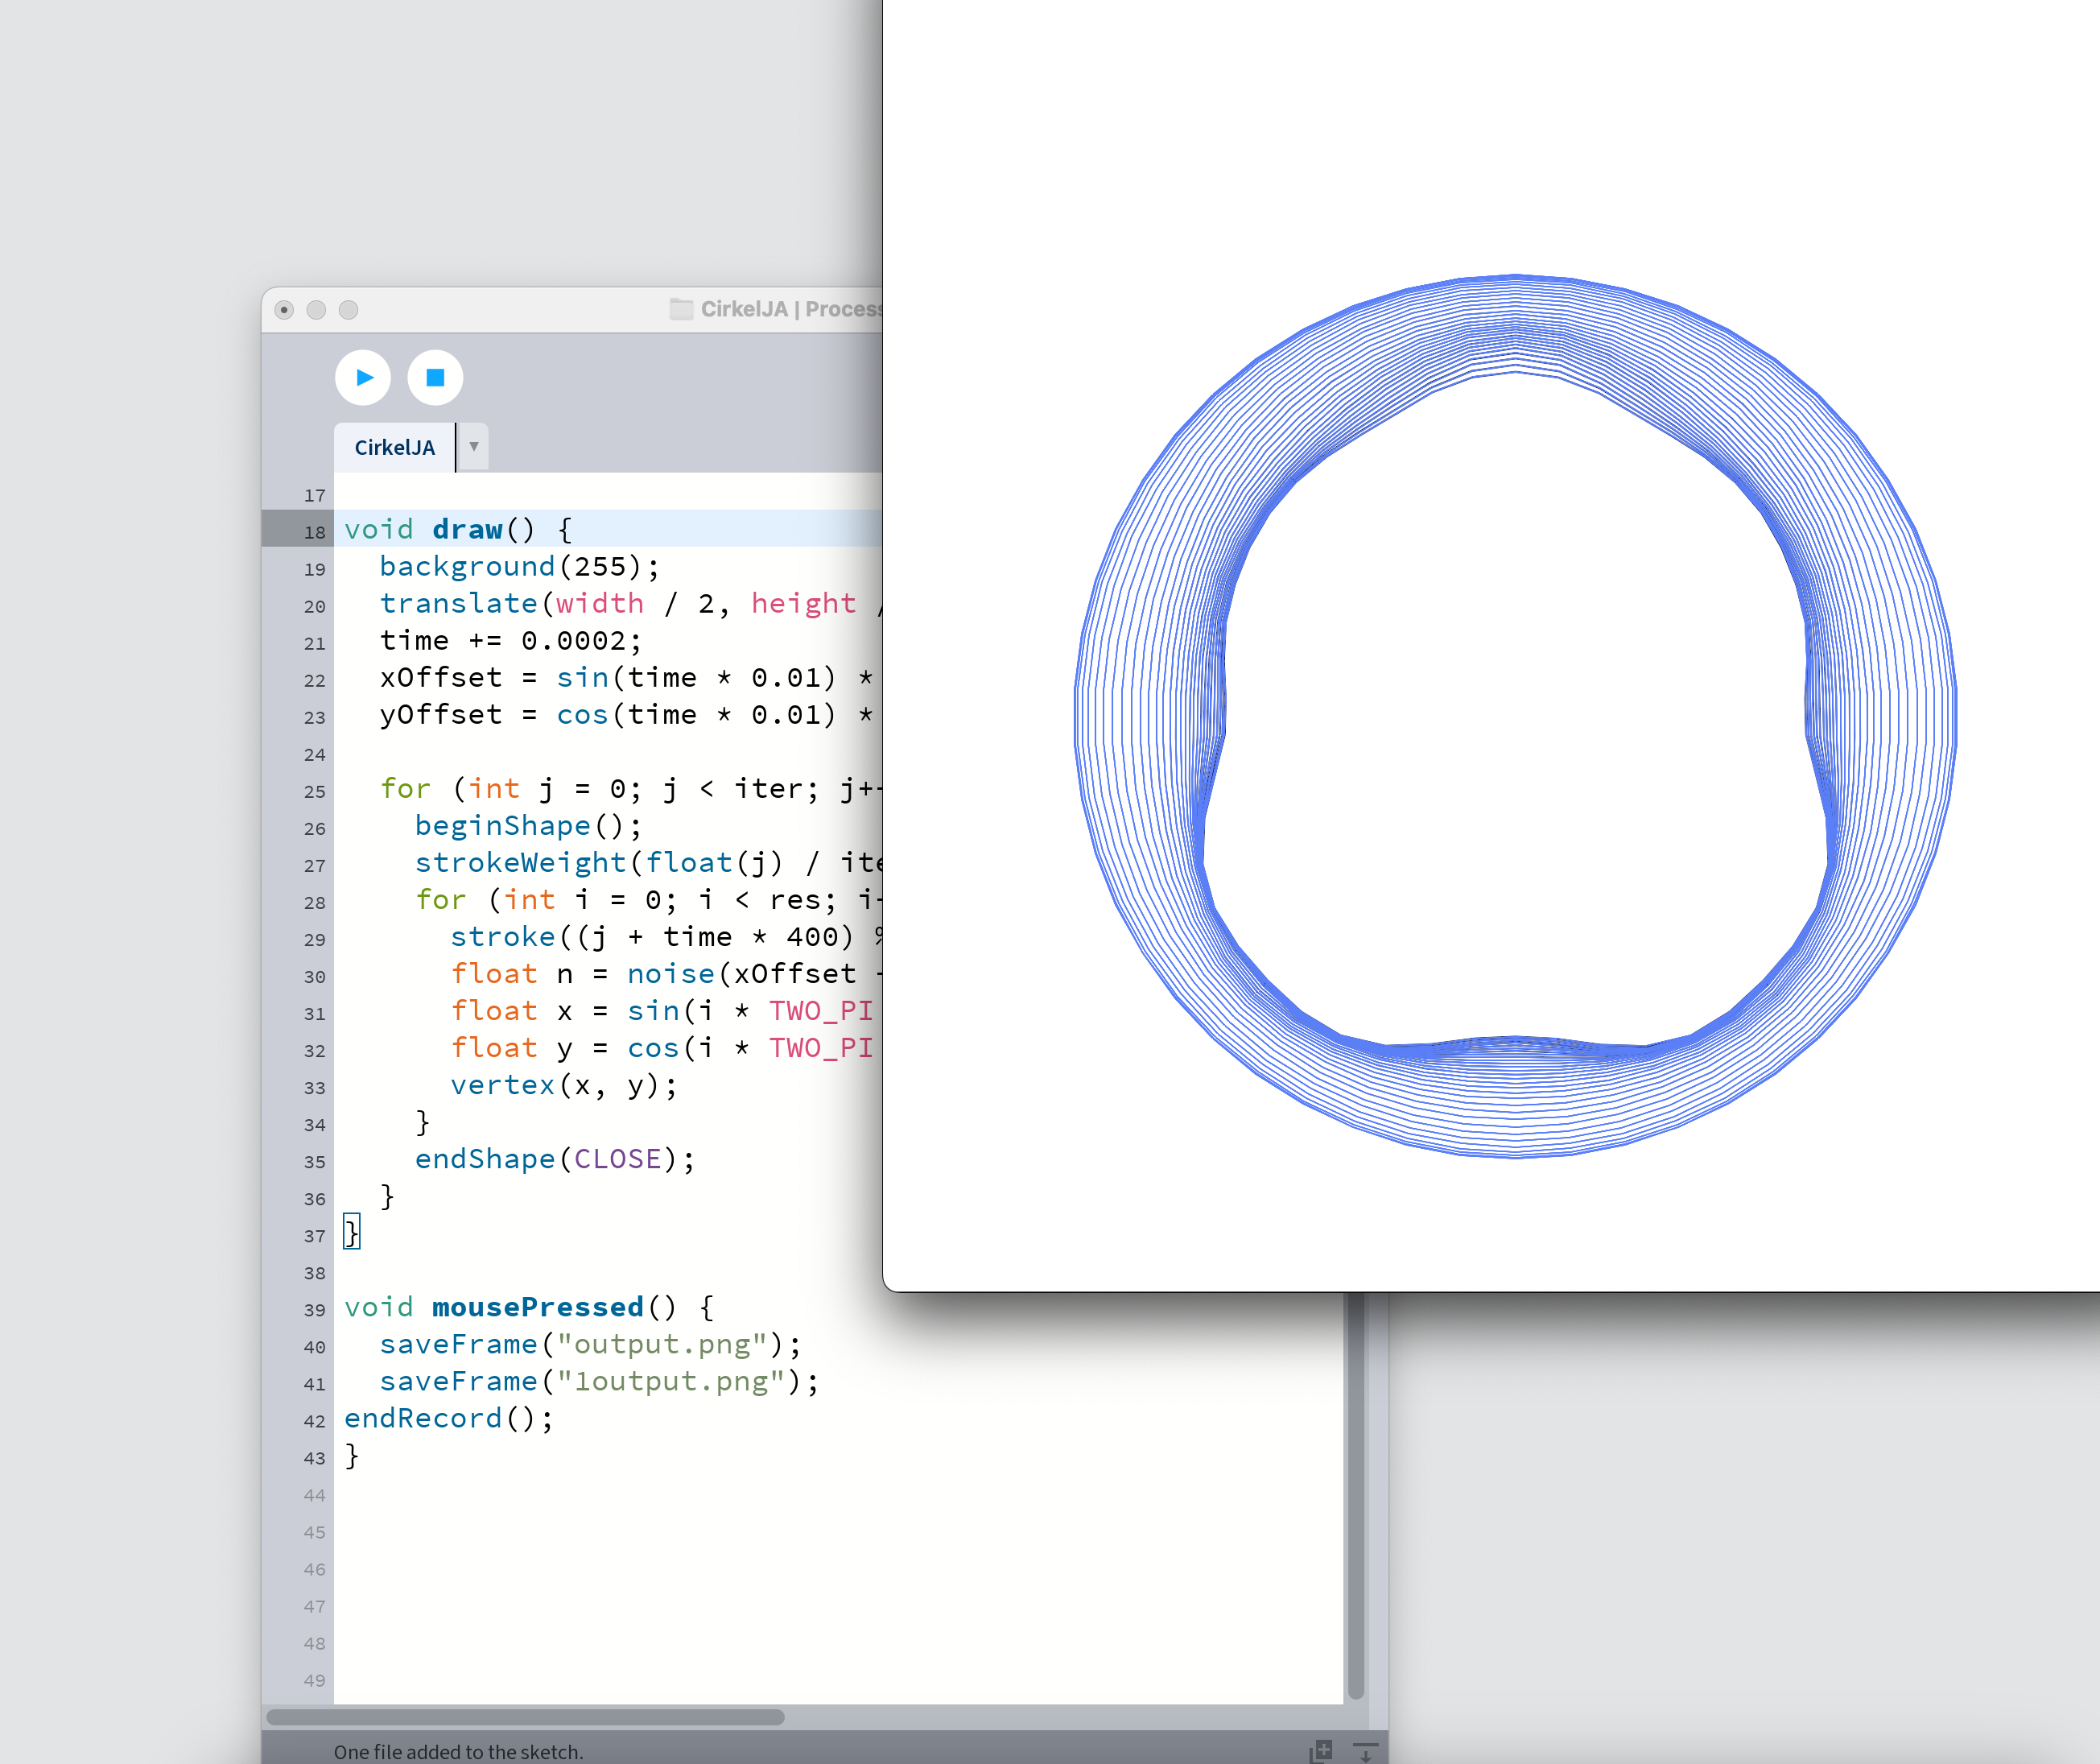 CirkelJA | Process
CirkelJA
17
18 void draw() {
19 background(255);
20 translate(width / 2, height /
21 time += 0.0002;
22 xOffset = sin(time * 0.01) *
23 yOffset = cos(time * 0.01) *
24
25 for (int j = 0; j < iter; j+
26 beginShape();
27 strokeWeight(float(j) / ite
28 for (int i = 0; i < res; i
29 stroke((j + time * 400) %
30 float n = noise(xOffset
31 float x = sin(i * TWO_PI
32 float y = cos(i * TWO_PI
33 vertex(x, y);
34 }
35 endShape(CLOSE);
36 }
37 }
38
39 void mousePressed() {
40 saveFrame("output.png");
41 saveFrame("1output.png");
42 endRecord();
43 }
44
45
46
47
48
49
One file added to the sketch.